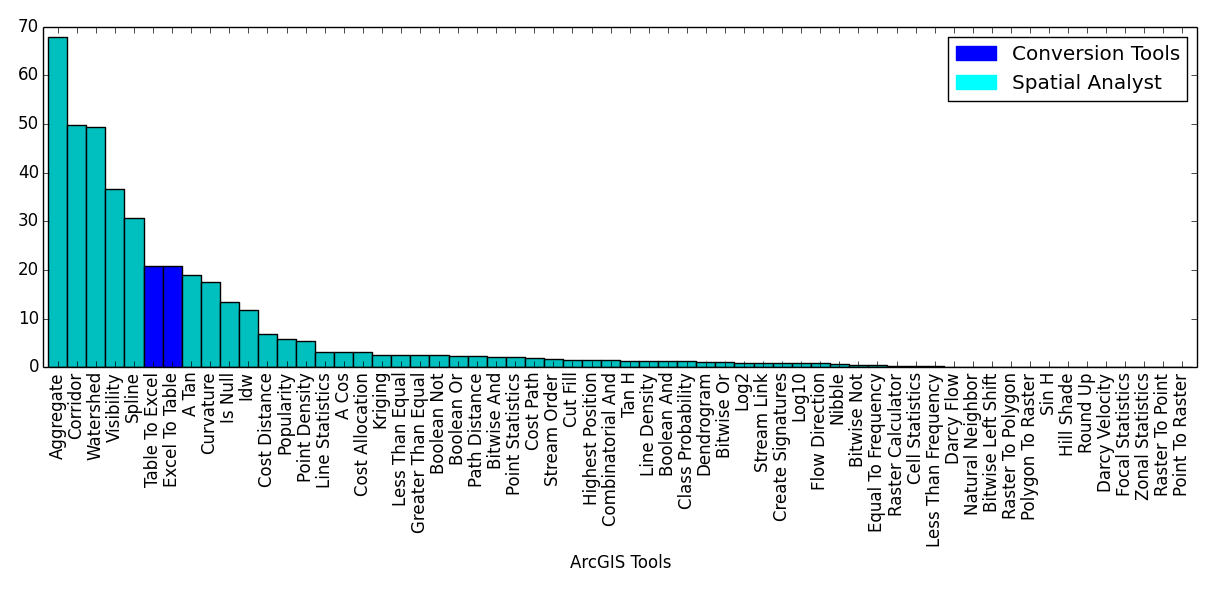 70
60
50
40
30
20
10
0
Conversion Tools
Spatial Analyst
Aggregate
Corridor
Watershed
Visibility
Spline
Table To Excel
Excel To Table
A Tan
Curvature
Is Null
Idw
Cost Distance
Popularity
Point Density
Line Statistics
A Cos
Cost Allocation
Kriging
Less Than Equal
Greater Than Equal
Boolean Not
Boolean Or
Path Distance
Bitwise And
Point Statistics
Cost Path
Stream Order
Cut Fill
Highest Position
Combinatorial And
Tan H
Line Density
Boolean And
Class Probability
Dendrogram
Bitwise Or
Log2
Stream Link
Create Signatures
Log10
Flow Direction
Nibble
Bitwise Not
Equal To Frequency
Raster Calculator
Cell Statistics
Less Than Frequency
Darcy Flow
Natural Neighbor
Bitwise Left Shift
Raster To Polygon
Polygon To Raster
Sin H
Hill Shade
Round Up
Darcy Velocity
Focal Statistics
Zonal Statistics
Raster To Point
Point To Raster
ArcGIS Tools